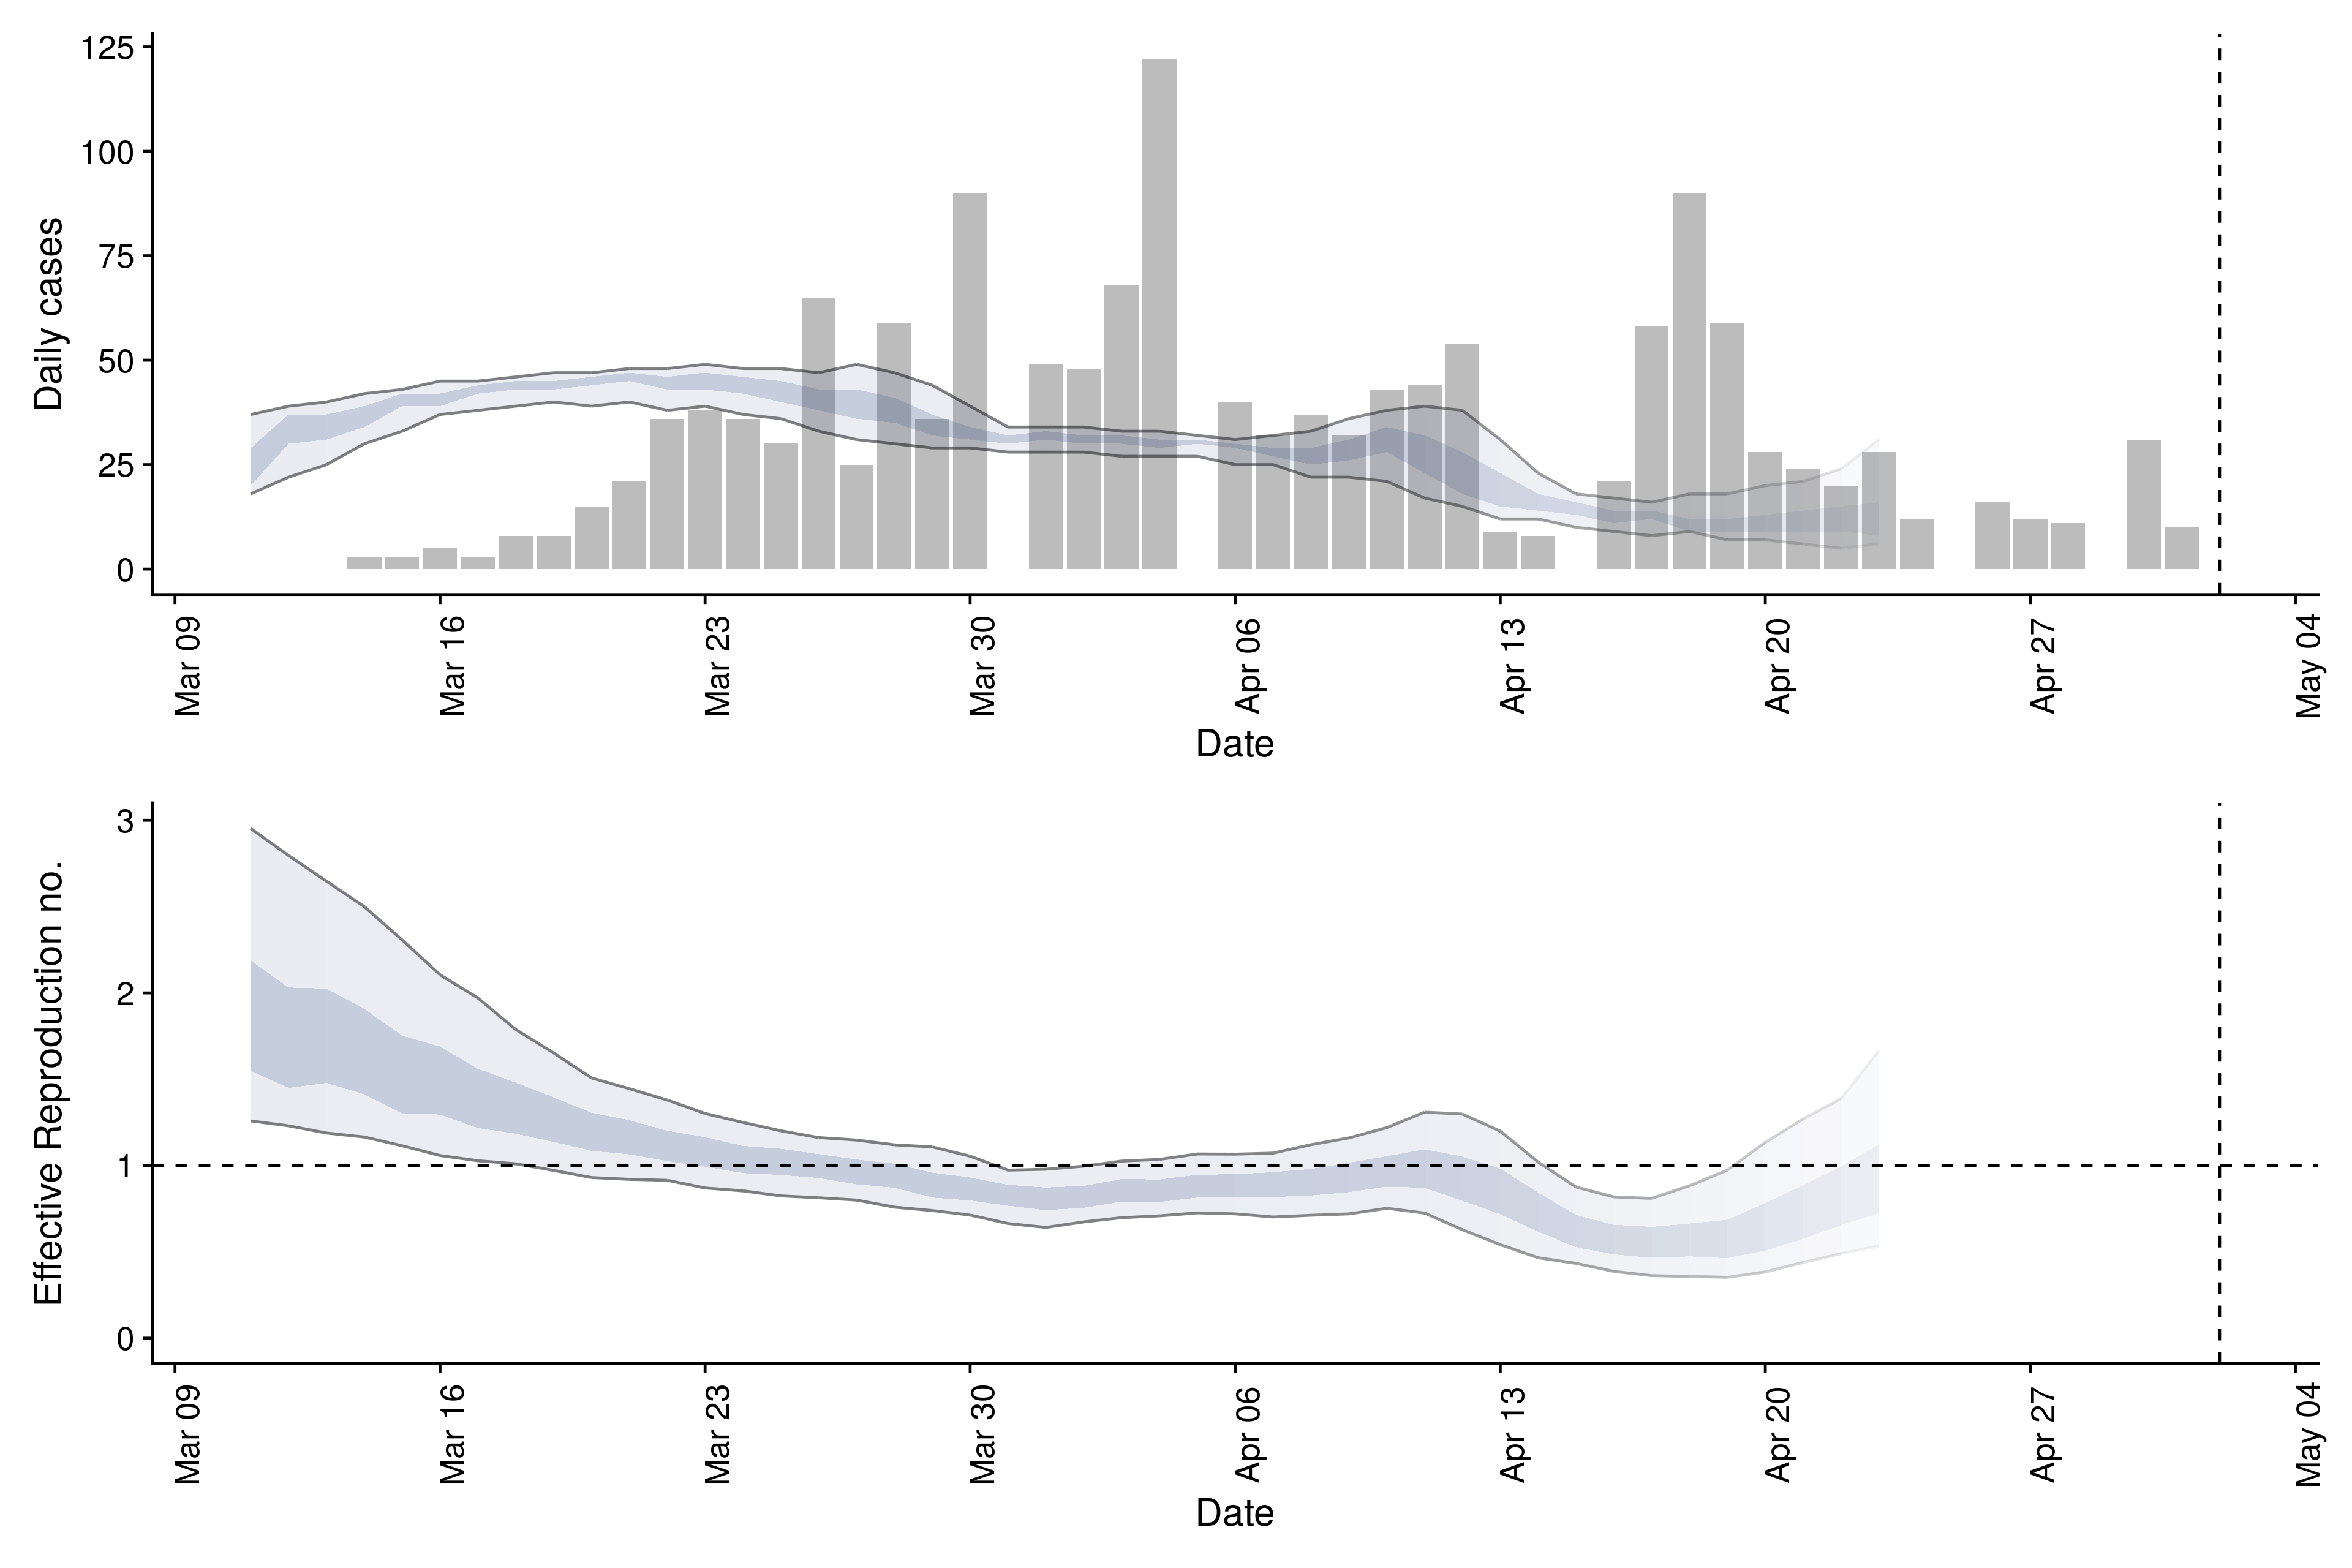 Daily cases
125
100
75
50
25
0
Mar 09
Mar 16
Mar 23
Mar 30
Apr 06
Apr 13
Apr 20
Apr 27
May 04
Date
Effective Reproduction no.
3
2
1
0
Mar 09
Mar 16
Mar 23
Mar 30
Apr 06
Apr 13
Apr 20
Apr 27
May 04
Date